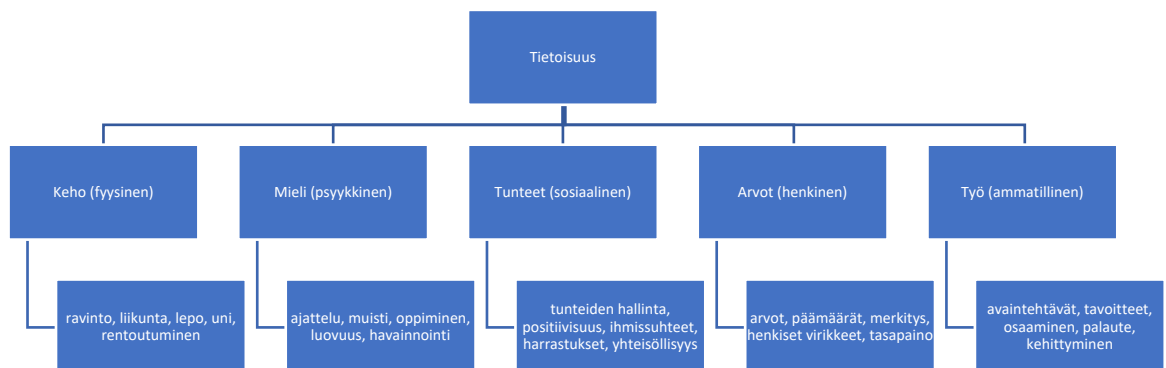 Tietoisuus
Keho (fyysinen)
Mieli (psyykkinen)
Tunteet (sosiaalinen)
Arvot (henkinen)
Työ (ammatillinen)
ravinto, liikunta, lepo, uni,
rentoutuminen
ajattelu, muisti, oppiminen,
luovuus, havainnointi
tunteiden hallinta,
positiivisuus, ihmissuhteet,
harrastukset, yhteisöllisyys
arvot, päämäärät, merkitys,
henkiset virikkeet, tasapaino
avaintehtävät, tavoitteet,
osaaminen, palaute,
kehittyminen